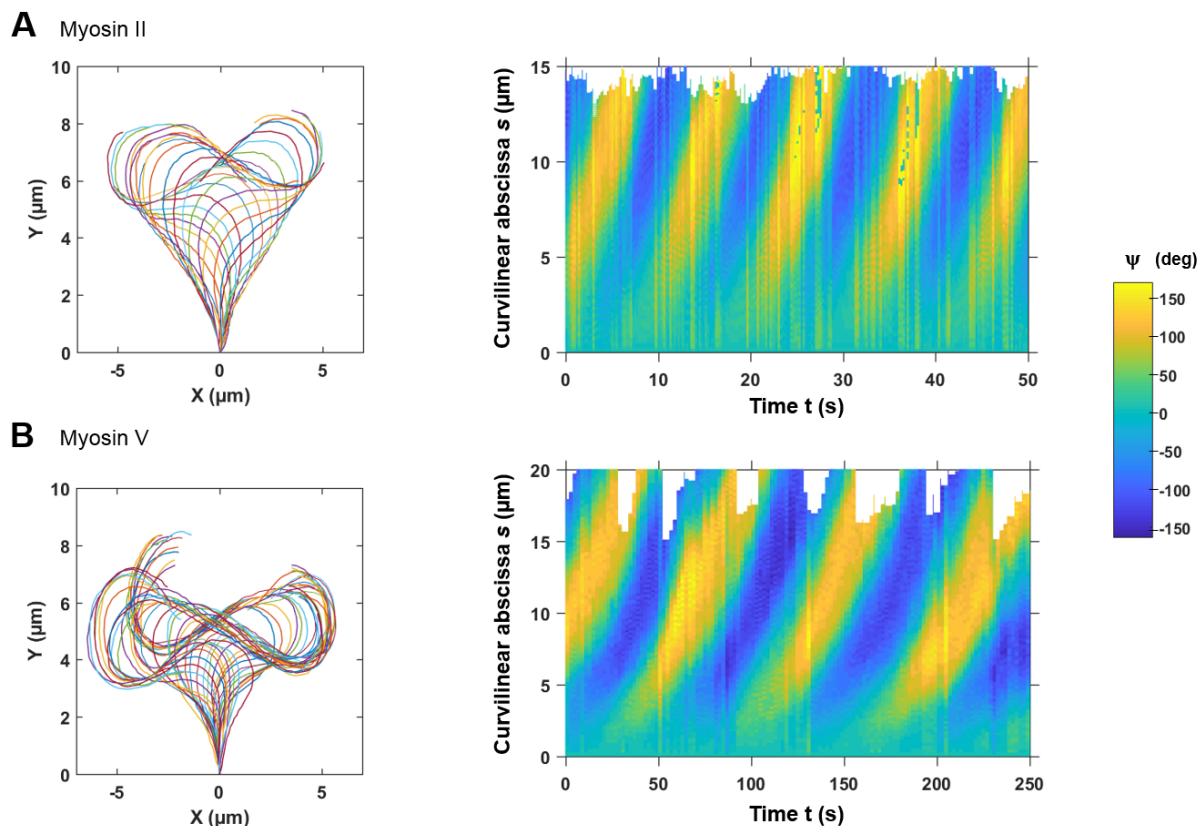 A Myosin II
10
8
6
4
2
0
Y (µm)
-5 0 5
X (µm)
15
10
5
0
Curvilinear abscissa s (µm)
0 10 20 30 40 50
Time t (s)
ψ (deg)
150
100
50
0
-50
-100
-150
B Myosin V
10
8
6
4
2
0
Y (µm)
-5 0 5
X (µm)
20
15
10
5
0
Curvilinear abscissa s (µm)
0 50 100 150 200 250
Time t (s)